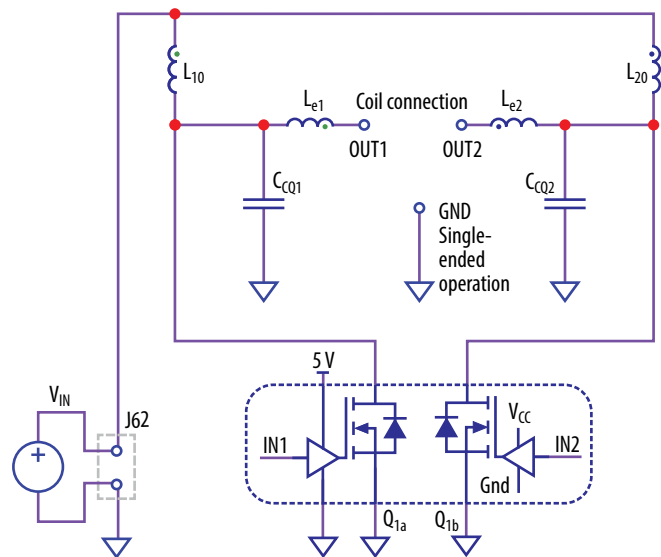 L10
L20
Le1
Coil connection
Le2
OUT1
OUT2
CCQ1
CCQ2
GND
Single-
ended
operation
5 V
VIN
J62
VCC
IN1
IN2
Gnd
Q1a
Q1b